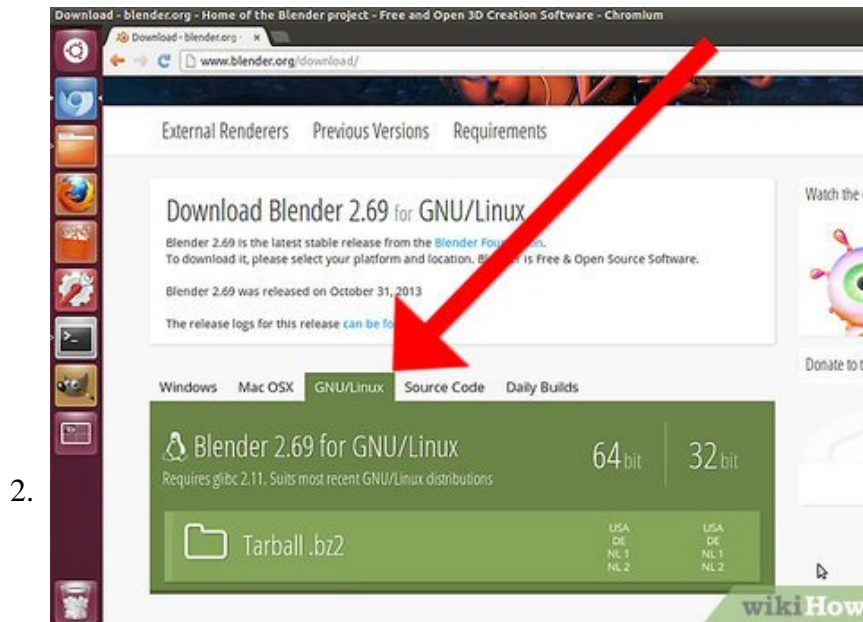 Download - blender.org - Home of the Blender project - Free and Open 3D Creation Software - Chromium
Download - blender.org -
www.blender.org/download/
External Renderers Previous Versions Requirements
Download Blender 2.69 for GNU/Linux
Blender 2.69 is the latest stable release from the Blender
To download it, please select your platform and location. is Free & Open Source Software.
Blender 2.69 was released on October 31, 2013
The release logs for this release can be
Watch the
Donate to
Windows Mac OSX GNU/Linux Source Code Daily Builds
Blender 2.69 for GNU/Linux
Requires glibc 2.11. Suits most recent GNU/Linux distributions
64 bit 32 bit
Tarball .bz2
USA USA
DE DE
NL 1 NL 1
NL 2 NL 2
2.
wikiHow